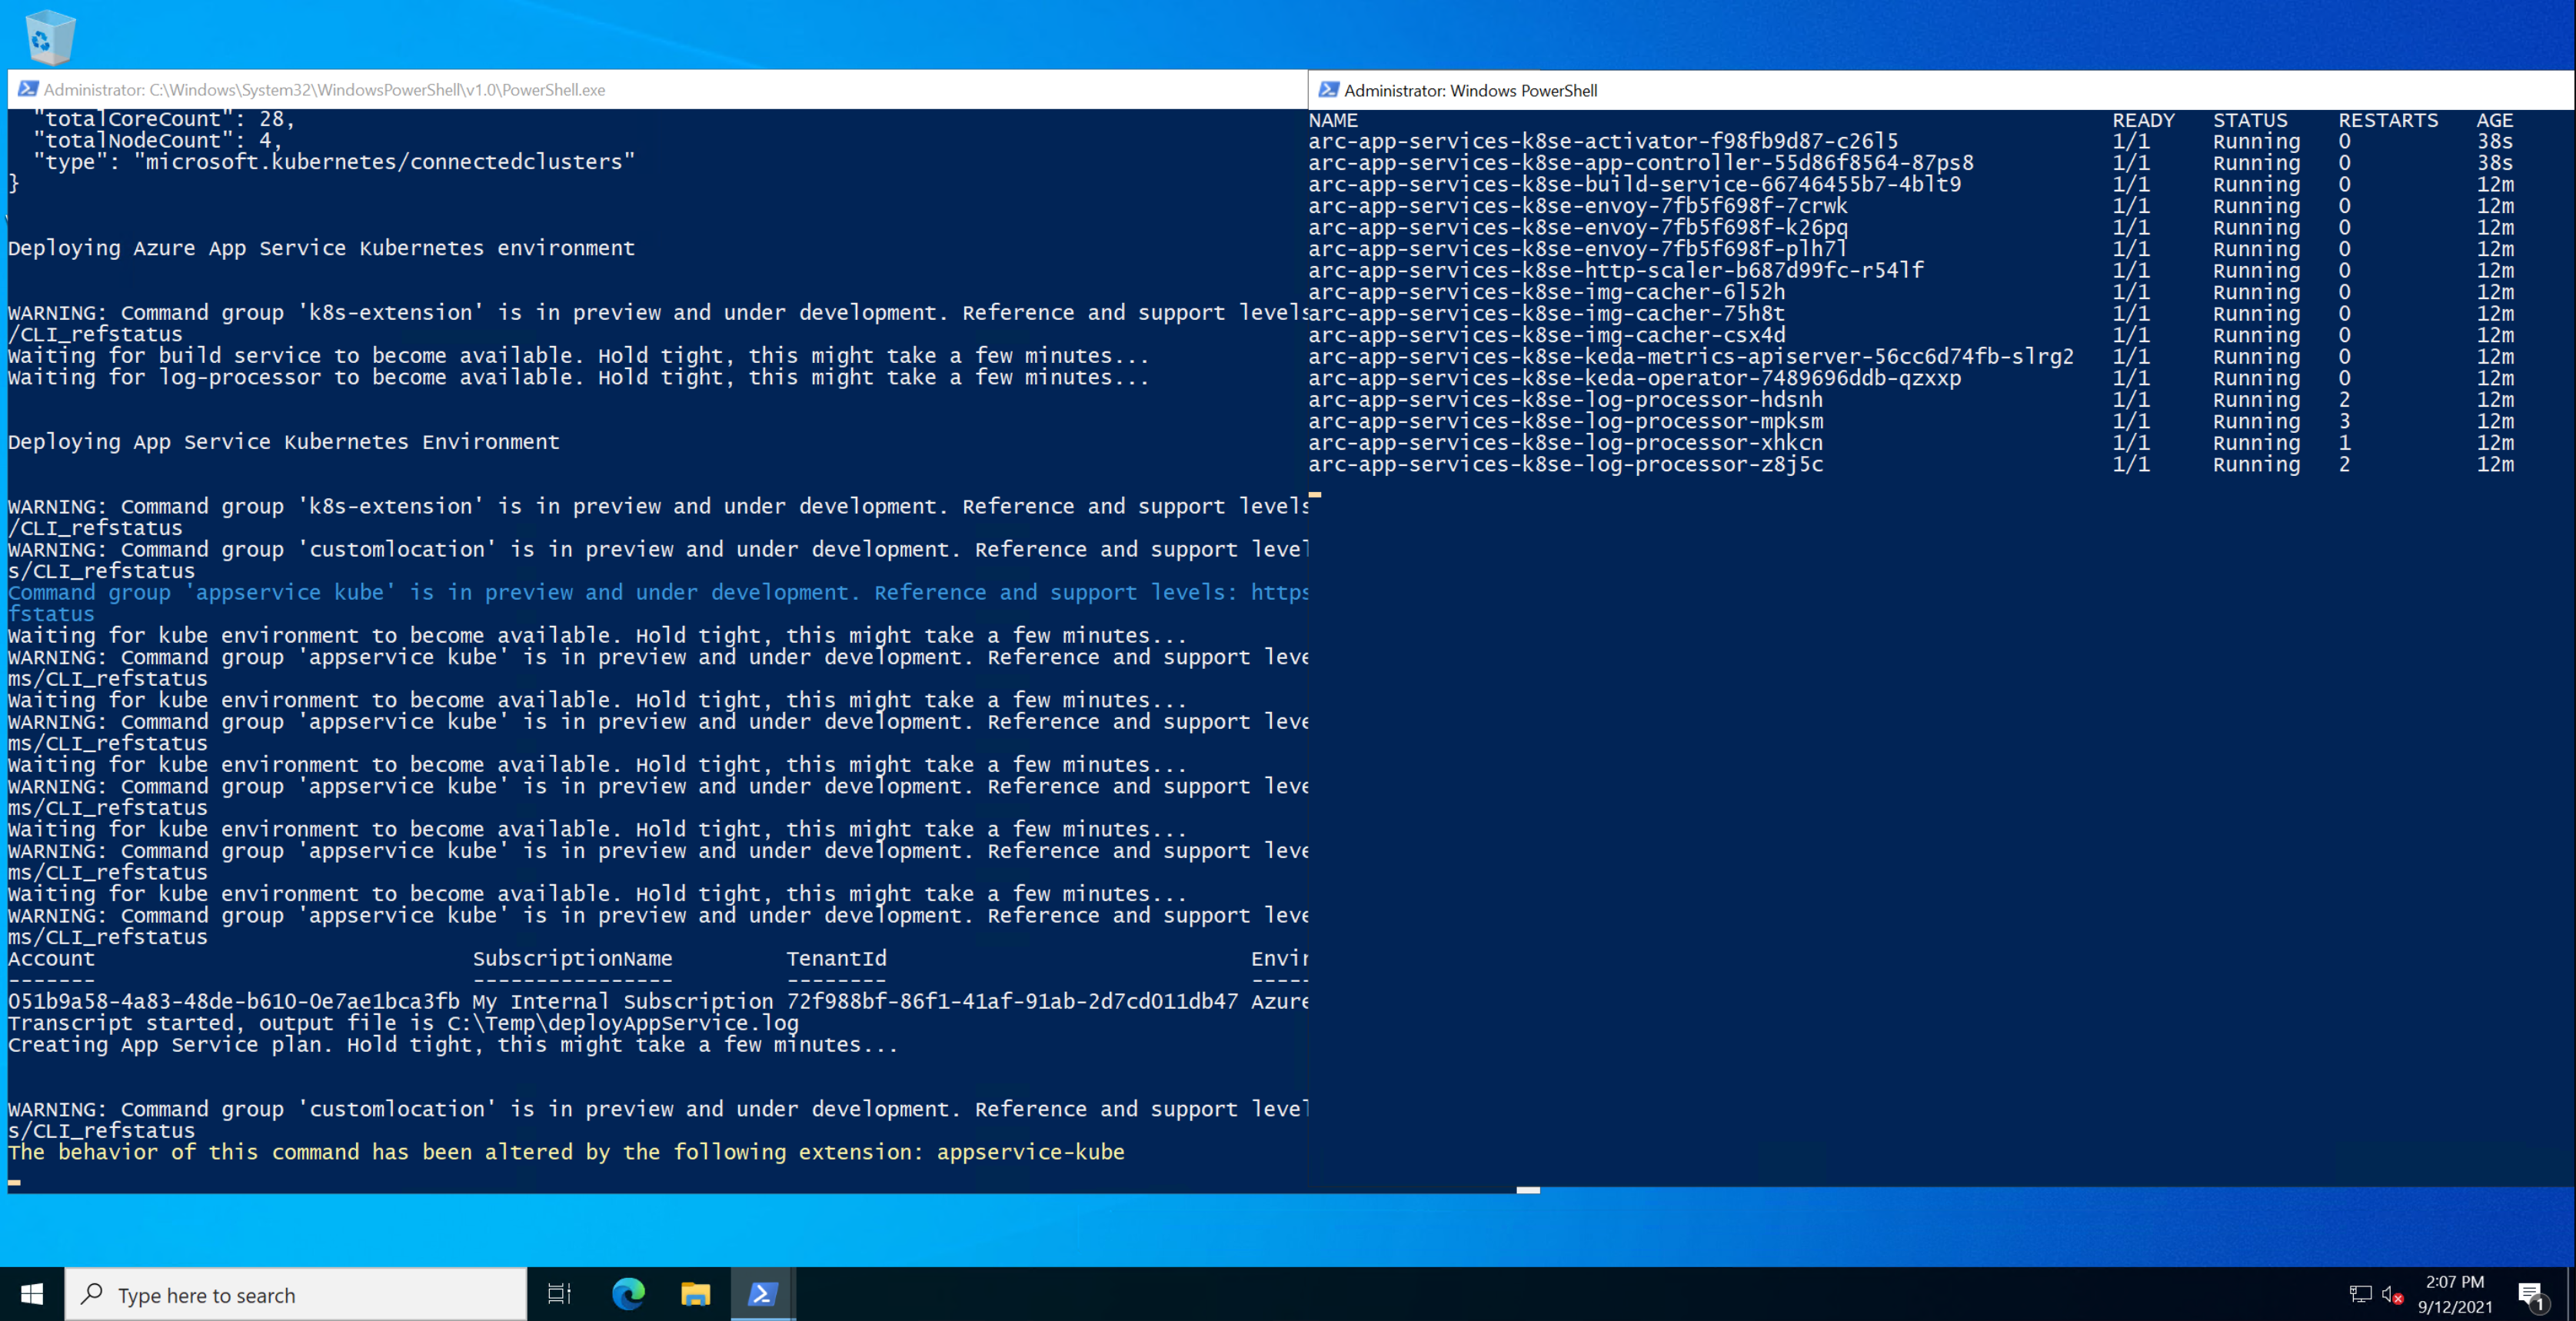 Administrator: C:\Windows\System32\WindowsPowerShell\v1.0\PowerShell.exe
"totalCoreCount": 28,
"totalNodeCount": 4,
"type": "microsoft.kubernetes/connectedclusters"
}
Deploying Azure App Service Kubernetes environment
WARNING: Command group 'k8s-extension' is in preview and under development. Reference and support levels
/CLI_refstatus
Waiting for build service to become available. Hold tight, this might take a few minutes...
Waiting for log-processor to become available. Hold tight, this might take a few minutes...
Deploying App Service Kubernetes Environment
WARNING: Command group 'k8s-extension' is in preview and under development. Reference and support levels
/CLI_refstatus
WARNING: Command group 'customlocation' is in preview and under development. Reference and support level
s/CLI_refstatus
Command group 'appservice kube' is in preview and under development. Reference and support levels: https
fstatus
Waiting for kube environment to become available. Hold tight, this might take a few minutes...
WARNING: Command group 'appservice kube' is in preview and under development. Reference and support leve
ms/CLI_refstatus
Waiting for kube environment to become available. Hold tight, this might take a few minutes...
WARNING: Command group 'appservice kube' is in preview and under development. Reference and support leve
ms/CLI_refstatus
Waiting for kube environment to become available. Hold tight, this might take a few minutes...
WARNING: Command group 'appservice kube' is in preview and under development. Reference and support leve
ms/CLI_refstatus
Waiting for kube environment to become available. Hold tight, this might take a few minutes...
WARNING: Command group 'appservice kube' is in preview and under development. Reference and support leve
ms/CLI_refstatus
Waiting for kube environment to become available. Hold tight, this might take a few minutes...
WARNING: Command group 'appservice kube' is in preview and under development. Reference and support leve
ms/CLI_refstatus
Account SubscriptionName TenantId Envir
------- ---------------- -------- -----
051b9a58-4a83-48de-b610-0e7ae1bca3fb My Internal Subscription 72f988bf-86f1-41af-91ab-2d7cd011db47 Azure
Transcript started, output file is C:\Temp\deployAppService.log
Creating App Service plan. Hold tight, this might take a few minutes...
WARNING: Command group 'customlocation' is in preview and under development. Reference and support level
s/CLI_refstatus
The behavior of this command has been altered by the following extension: appservice-kube
Administrator: Windows PowerShell
NAME READY STATUS RESTARTS AGE
arc-app-services-k8se-activator-f98fb9d87-c26l5 1/1 Running 0 38s
arc-app-services-k8se-app-controller-55d86f8564-87ps8 1/1 Running 0 38s
arc-app-services-k8se-build-service-66746455b7-4blt9 1/1 Running 0 12m
arc-app-services-k8se-envoy-7fb5f698f-7crwk 1/1 Running 0 12m
arc-app-services-k8se-envoy-7fb5f698f-k26pq 1/1 Running 0 12m
arc-app-services-k8se-envoy-7fb5f698f-plh7l 1/1 Running 0 12m
arc-app-services-k8se-http-scaler-b687d99fc-r54lf 1/1 Running 0 12m
arc-app-services-k8se-img-cacher-6l52h 1/1 Running 0 12m
arc-app-services-k8se-img-cacher-75h8t 1/1 Running 0 12m
arc-app-services-k8se-img-cacher-csx4d 1/1 Running 0 12m
arc-app-services-k8se-keda-metrics-apiserver-56cc6d74fb-slrg2 1/1 Running 0 12m
arc-app-services-k8se-keda-operator-7489696ddb-qzxxp 1/1 Running 0 12m
arc-app-services-k8se-log-processor-hdsnh 1/1 Running 2 12m
arc-app-services-k8se-log-processor-mpksm 1/1 Running 3 12m
arc-app-services-k8se-log-processor-xhkcn 1/1 Running 1 12m
arc-app-services-k8se-log-processor-z8j5c 1/1 Running 2 12m
Type here to search
2:07 PM
9/12/2021
1